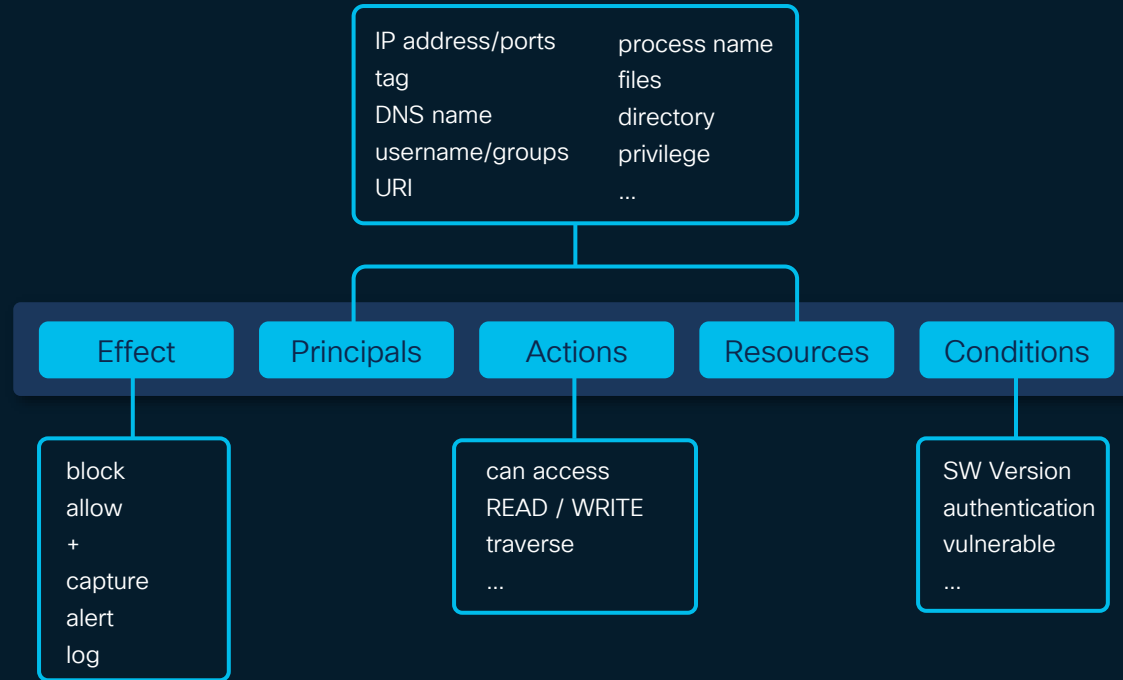 IP address/ports
tag
DNS name
username/groups
URI
process name
files
directory
privilege
...
Effect
Principals
Actions
Resources
Conditions
block
allow
+
capture
alert
log
can access
READ / WRITE
traverse
...
SW Version
authentication
vulnerable
...